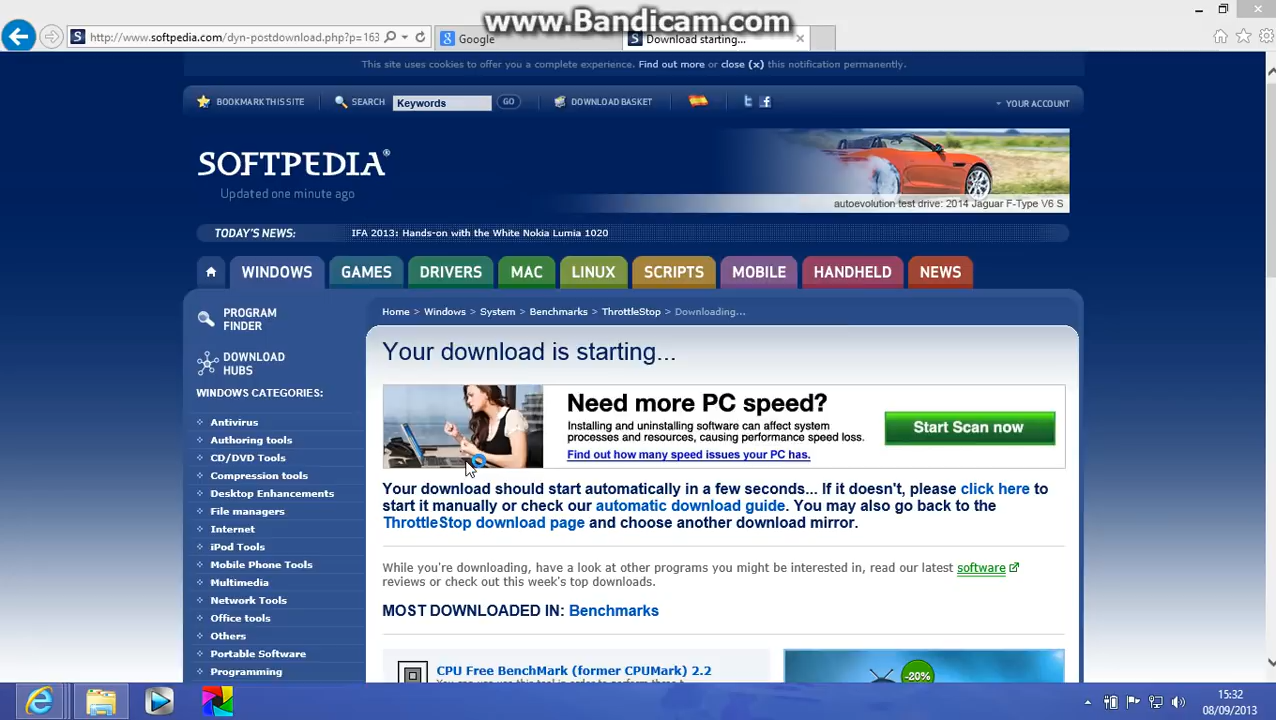 www.Bandicam.com
http://www.softpedia.com/dyn-postdownload.php?p=163
Google
Download starting...
This site uses cookies to offer you a complete experience. Find out more or close (x) this notification permanently.
BOOKMARK THIS SITE
SEARCH
Keywords
GO
DOWNLOAD BASKET
YOUR ACCOUNT
SOFTPEDIA®
Updated one minute ago
autoevolution test drive: 2014 Jaguar F-Type V6 S
TODAY'S NEWS:
IFA 2013: Hands-on with the White Nokia Lumia 1020
WINDOWS
GAMES
DRIVERS
MAC
LINUX
SCRIPTS
MOBILE
HANDHELD
NEWS
PROGRAM
FINDER
DOWNLOAD
HUBS
WINDOWS CATEGORIES:
Antivirus
Authoring tools
CD/DVD Tools
Compression tools
Desktop Enhancements
File managers
Internet
iPod Tools
Mobile Phone Tools
Multimedia
Network Tools
Office tools
Others
Portable Software
Programming
Home > Windows > System > Benchmarks > ThrottleStop > Downloading...
Your download is starting...
Need more PC speed?
Installing and uninstalling software can affect system
processes and resources, causing performance speed loss.
Find out how many speed issues your PC has.
Start Scan now
Your download should start automatically in a few seconds... If it doesn't, please click here to
start it manually or check our automatic download guide. You may also go back to the
ThrottleStop download page and choose another download mirror.
While you're downloading, have a look at other programs you might be interested in, read our latest software
reviews or check out this week's top downloads.
MOST DOWNLOADED IN: Benchmarks
CPU Free BenchMark (former CPUMark) 2.2
-20%
15:32
08/09/2013